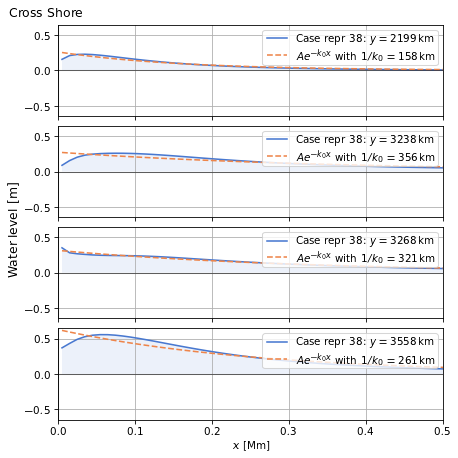 Cross Shore
0.5
0.0
−0.5
Case repr 38: y = 2199 km
Ae^{−k₀x} with 1/k₀ = 158 km
0.5
0.0
−0.5
Case repr 38: y = 3238 km
Ae^{−k₀x} with 1/k₀ = 356 km
0.5
0.0
−0.5
Case repr 38: y = 3268 km
Ae^{−k₀x} with 1/k₀ = 321 km
0.5
0.0
−0.5
Case repr 38: y = 3558 km
Ae^{−k₀x} with 1/k₀ = 261 km
Water level [m]
0.0 0.1 0.2 0.3 0.4 0.5
x [Mm]